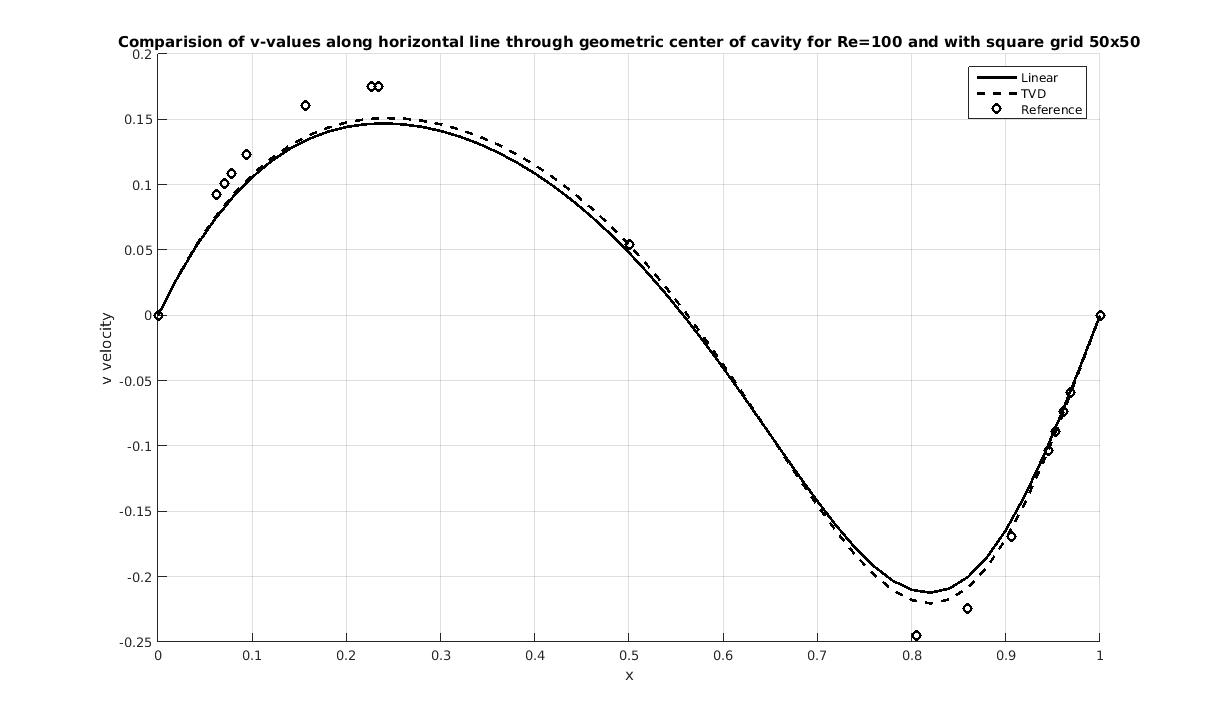 Comparision of v-values along horizontal line through geometric center of cavity for Re=100 and with square grid 50x50
Linear
TVD
Reference
0.2
0.15
0.1
0.05
0
-0.05
-0.1
-0.15
-0.2
-0.25
v velocity
0 0.1 0.2 0.3 0.4 0.5 0.6 0.7 0.8 0.9 1
x